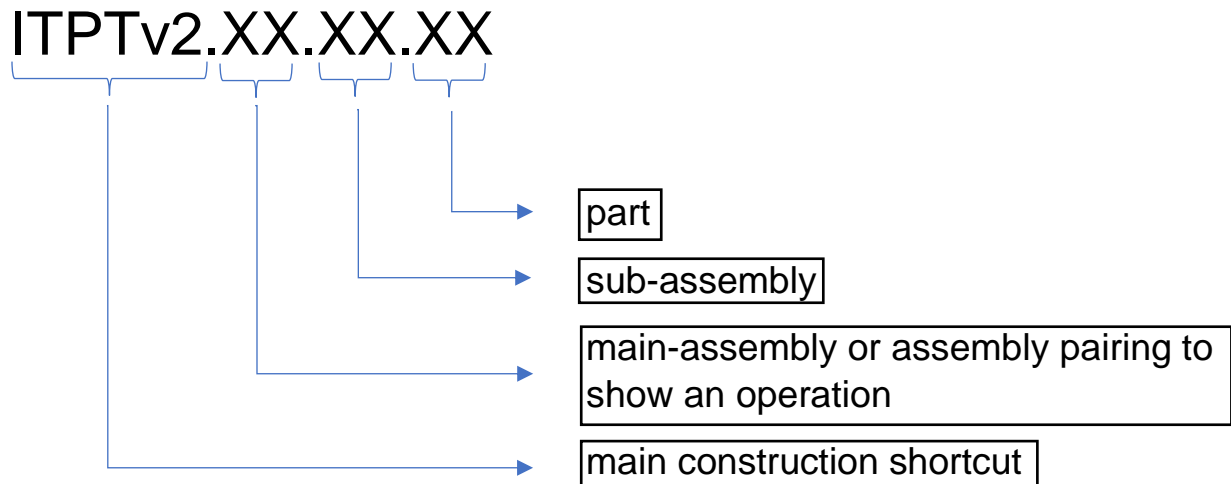 ITPTv2.XX.XX.XX
part
sub-assembly
main-assembly or assembly pairing to
show an operation
main construction shortcut